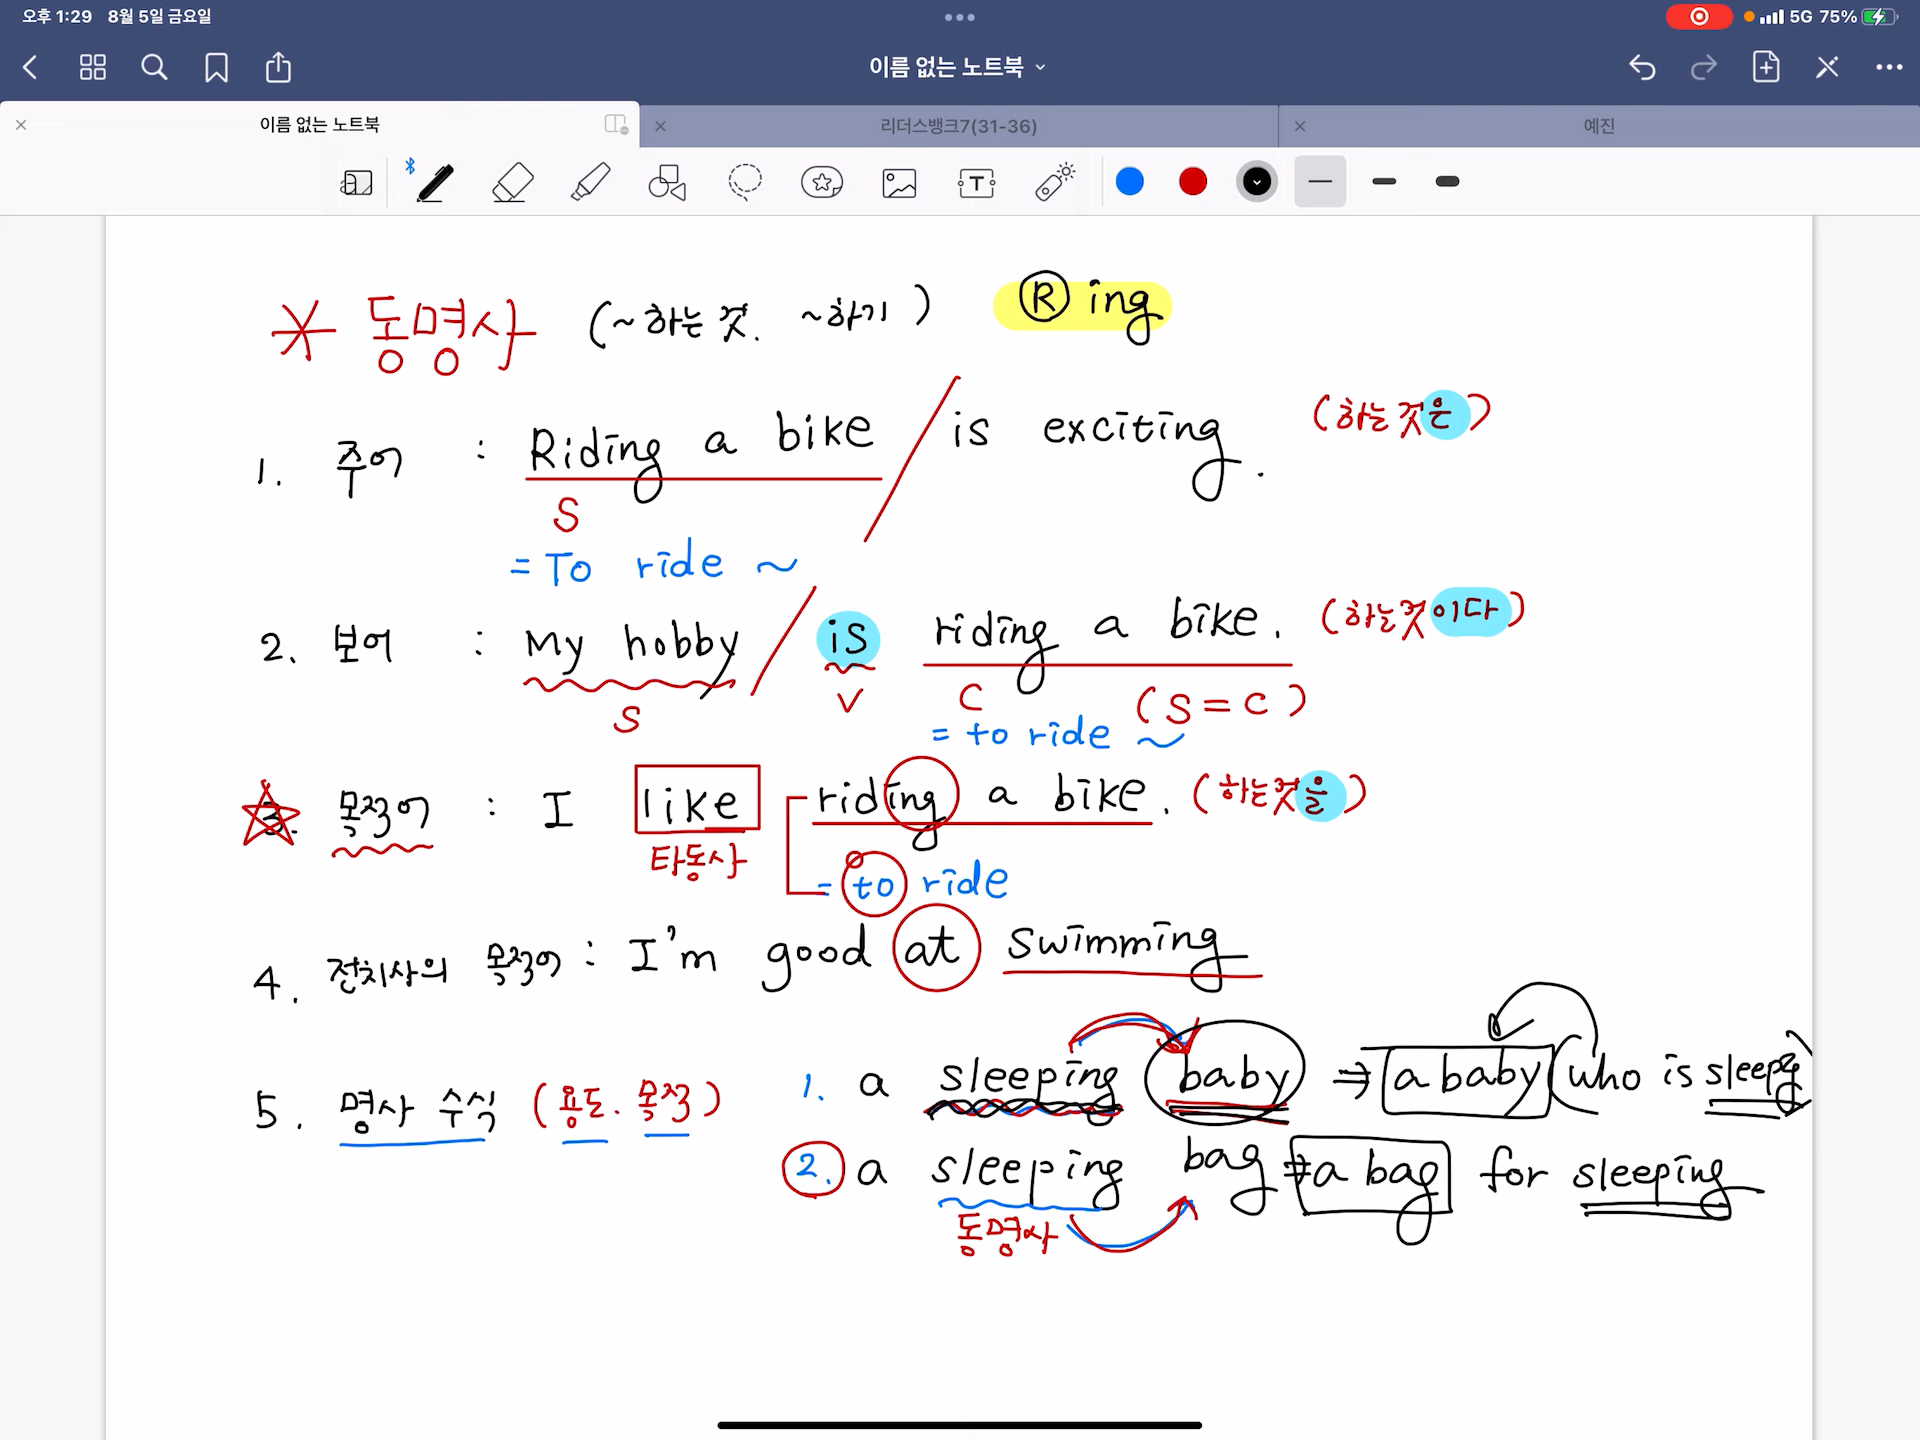 오후 1:29 8월 5일 금요일
5G 75%
이름 없는 노트북
이름 없는 노트북
리더스뱅크7(31-36)
예진
* 동명사 (~하는 것. ~하기) Ⓡ ing
1. 주어 : Riding a bike / is exciting. (하는 것은)
S
= To ride ~
2. 보어 : My hobby / is riding a bike. (하는것이다)
S V C (S = C)
= to ride ~
3. 목적어 : I like riding a bike. (하는것을)
타동사
= to ride
4. 전치사의 목적어 : I'm good at swimming
5. 명사 수식 (용도. 목적) 1. a sleeping baby ⇒ a baby (who is sleepg)
2. a sleeping bag ⇒ a bag for sleeping
동명사